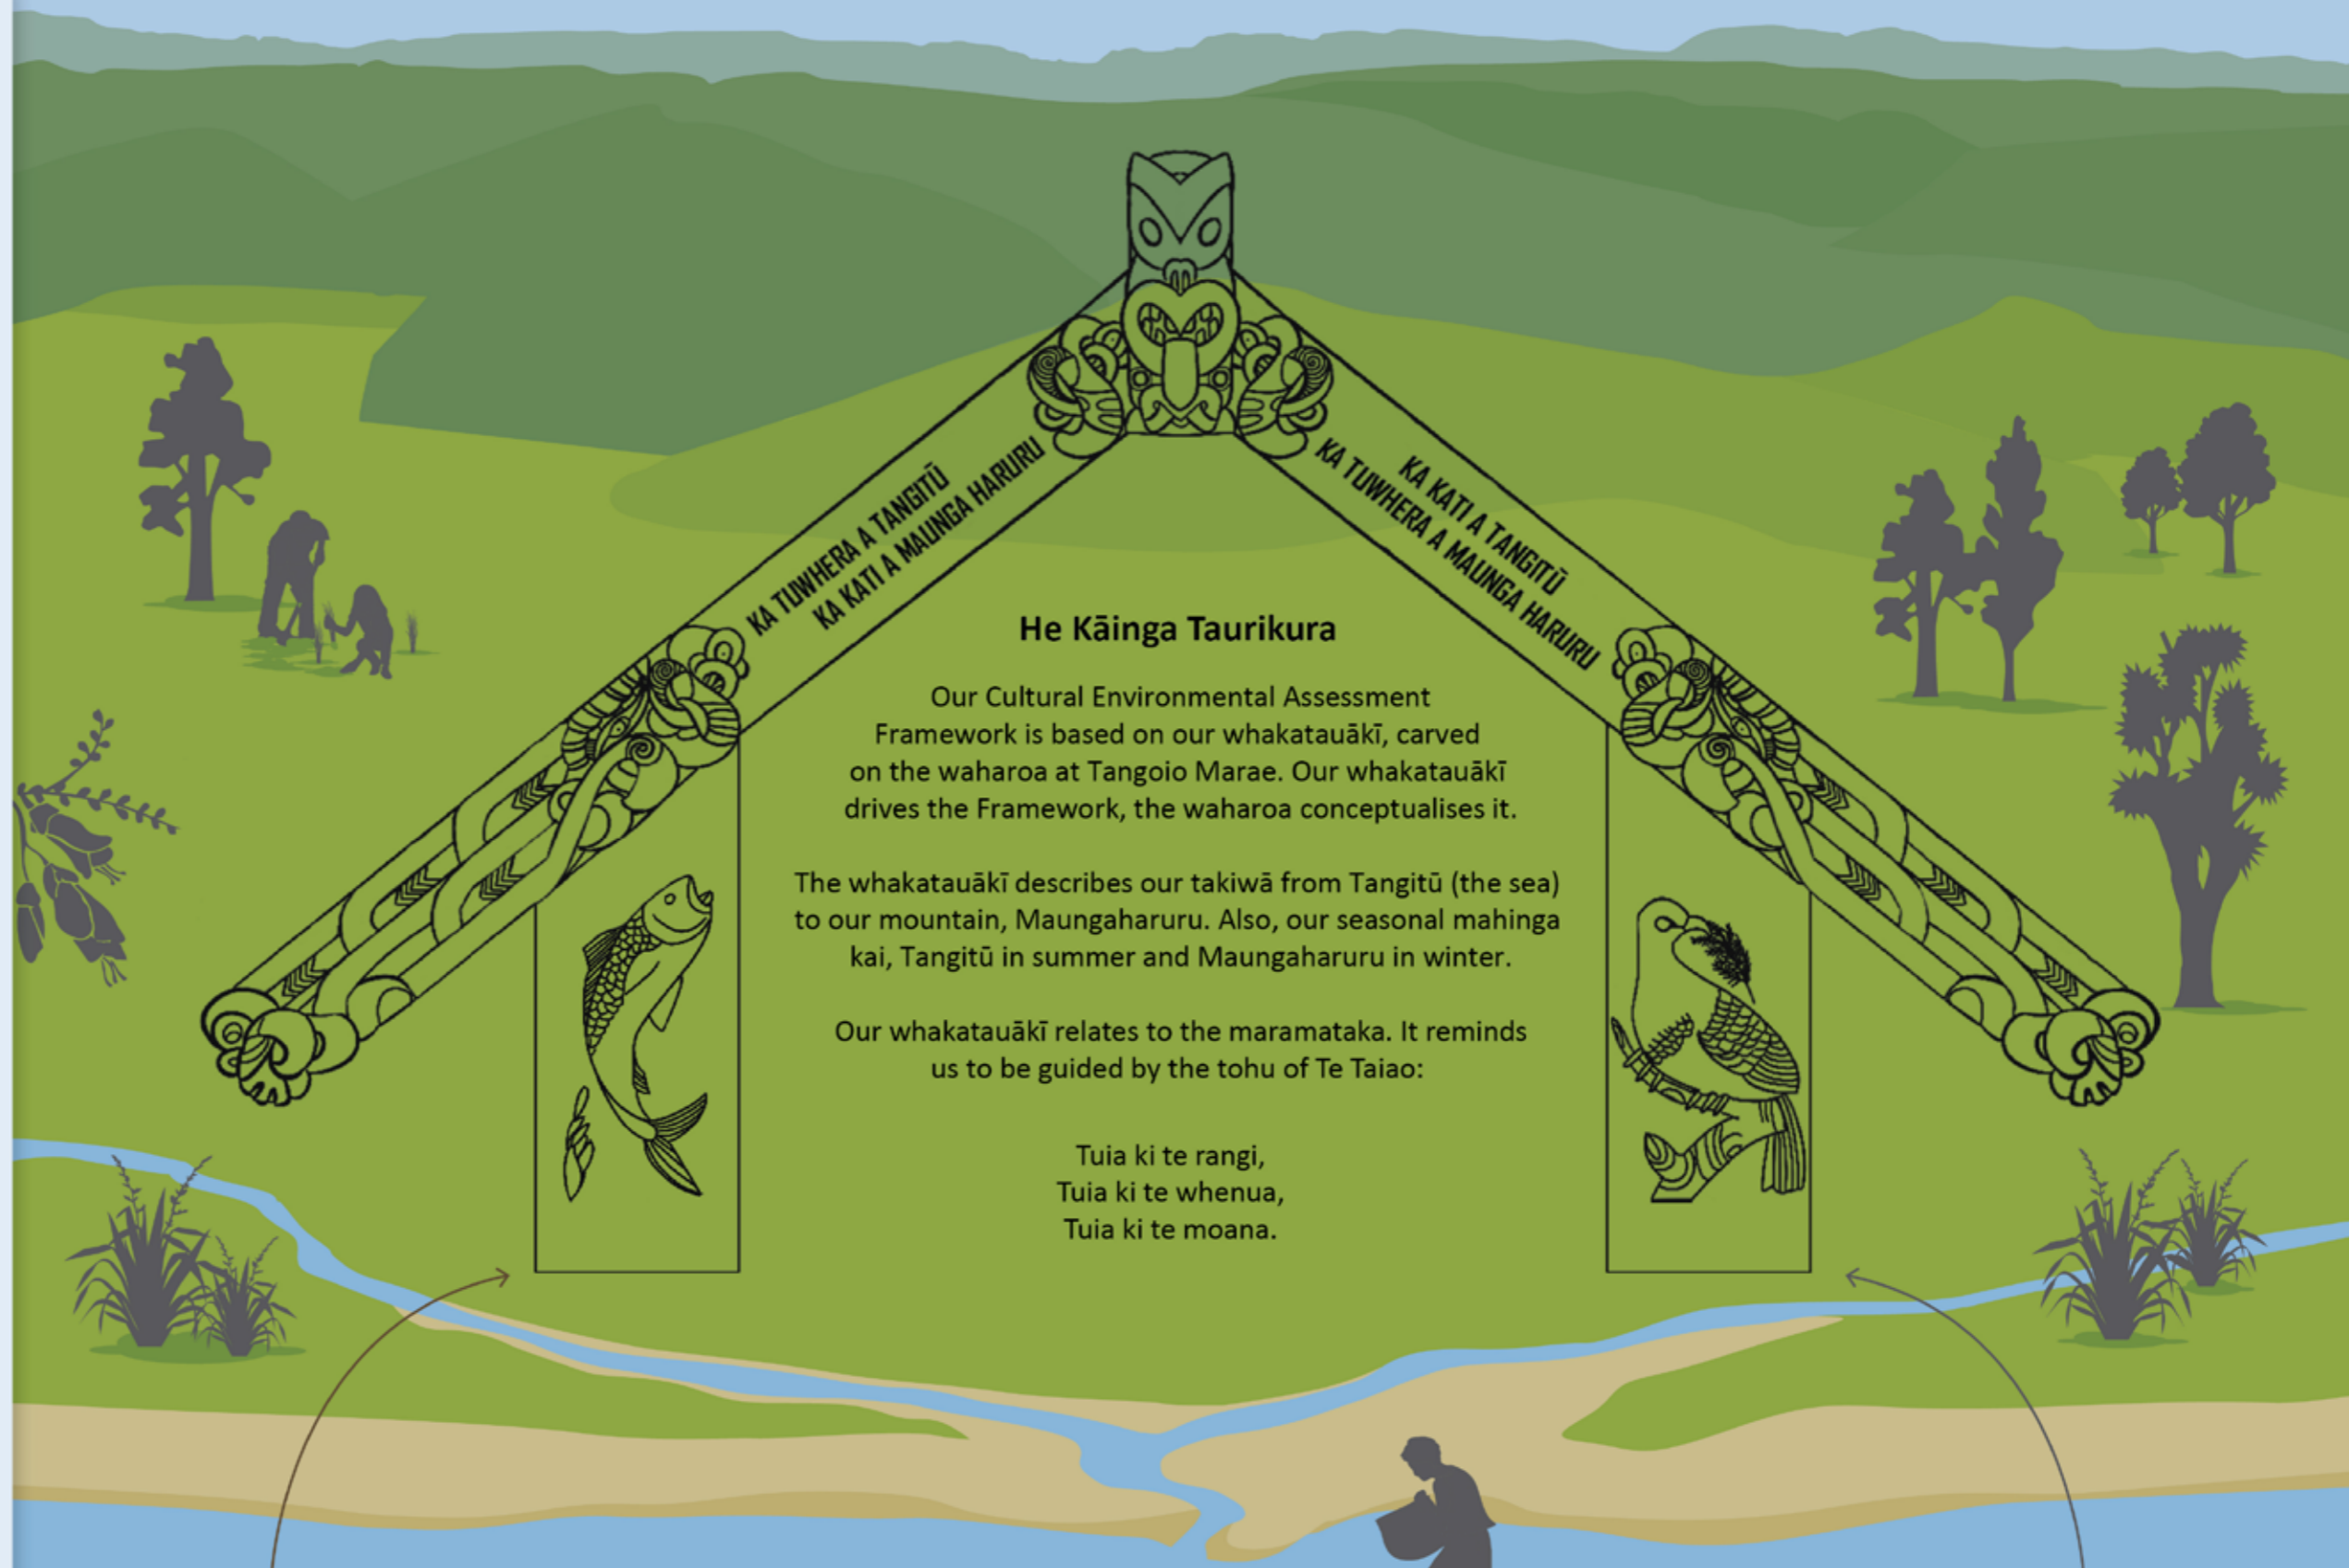 KA TUWHERA A TANGITŪ
KA KATI A MAUNGA HARURU
KA KATI A TANGITŪ
KA TUWHERA A MAUNGA HARURU
He Kāinga Taurikura
Our Cultural Environmental Assessment
Framework is based on our whakatauākī, carved
on the waharoa at Tangoio Marae. Our whakatauākī
drives the Framework, the waharoa conceptualises it.
The whakatauākī describes our takiwā from Tangitū (the sea)
to our mountain, Maungaharuru. Also, our seasonal mahinga
kai, Tangitū in summer and Maungaharuru in winter.
Our whakatauākī relates to the maramataka. It reminds
us to be guided by the tohu of Te Taiao:
Tuia ki te rangi,
Tuia ki te whenua,
Tuia ki te moana.